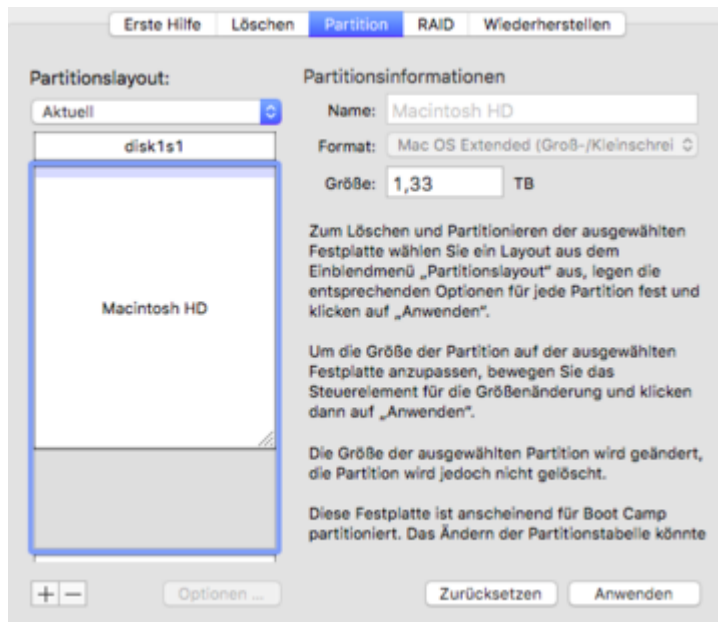 Erste Hilfe Löschen Partition RAID Wiederherstellen
Partitionslayout:
Aktuell
disk1s1
Macintosh HD
Partitionsinformationen
Name: Macintosh HD
Format: Mac OS Extended (Groß-/Kleinschrei
Größe: 1,33 TB
Zum Löschen und Partitionieren der ausgewählten
Festplatte wählen Sie ein Layout aus dem
Einblendmenü „Partitionslayout“ aus, legen die
entsprechenden Optionen für jede Partition fest und
klicken auf „Anwenden“.
Um die Größe der Partition auf der ausgewählten
Festplatte anzupassen, bewegen Sie das
Steuerelement für die Größenänderung und klicken
dann auf „Anwenden“.
Die Größe der ausgewählten Partition wird geändert,
die Partition wird jedoch nicht gelöscht.
Diese Festplatte ist anscheinend für Boot Camp
partitioniert. Das Ändern der Partitionstabelle könnte
+ − Optionen ... Zurücksetzen Anwenden